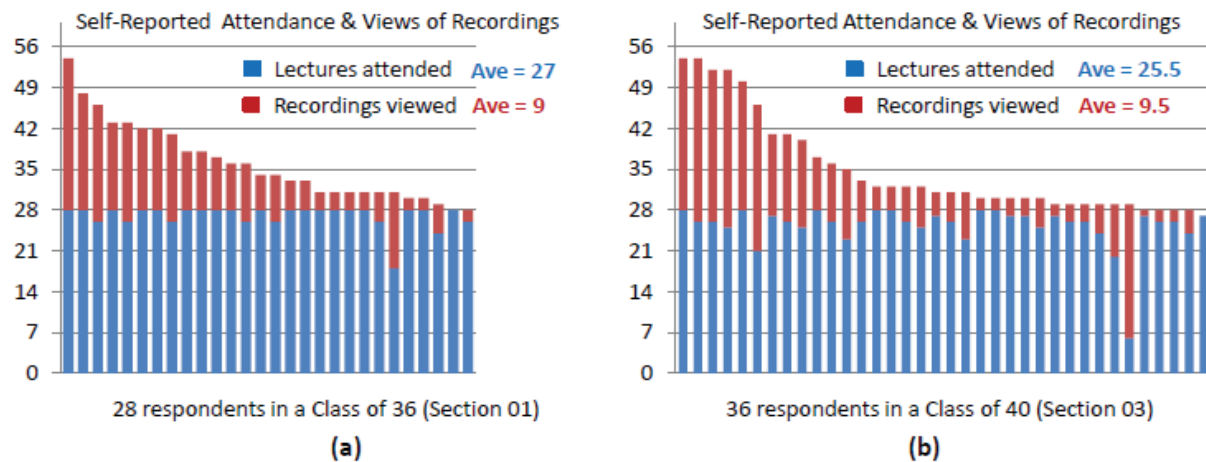 Self-Reported Attendance & Views of Recordings
56
49
42
35
28
21
14
7
0
Lectures attended Ave = 27
Recordings viewed Ave = 9
28 respondents in a Class of 36 (Section 01)
(a)
Self-Reported Attendance & Views of Recordings
56
49
42
35
28
21
14
7
0
Lectures attended Ave = 25.5
Recordings viewed Ave = 9.5
36 respondents in a Class of 40 (Section 03)
(b)